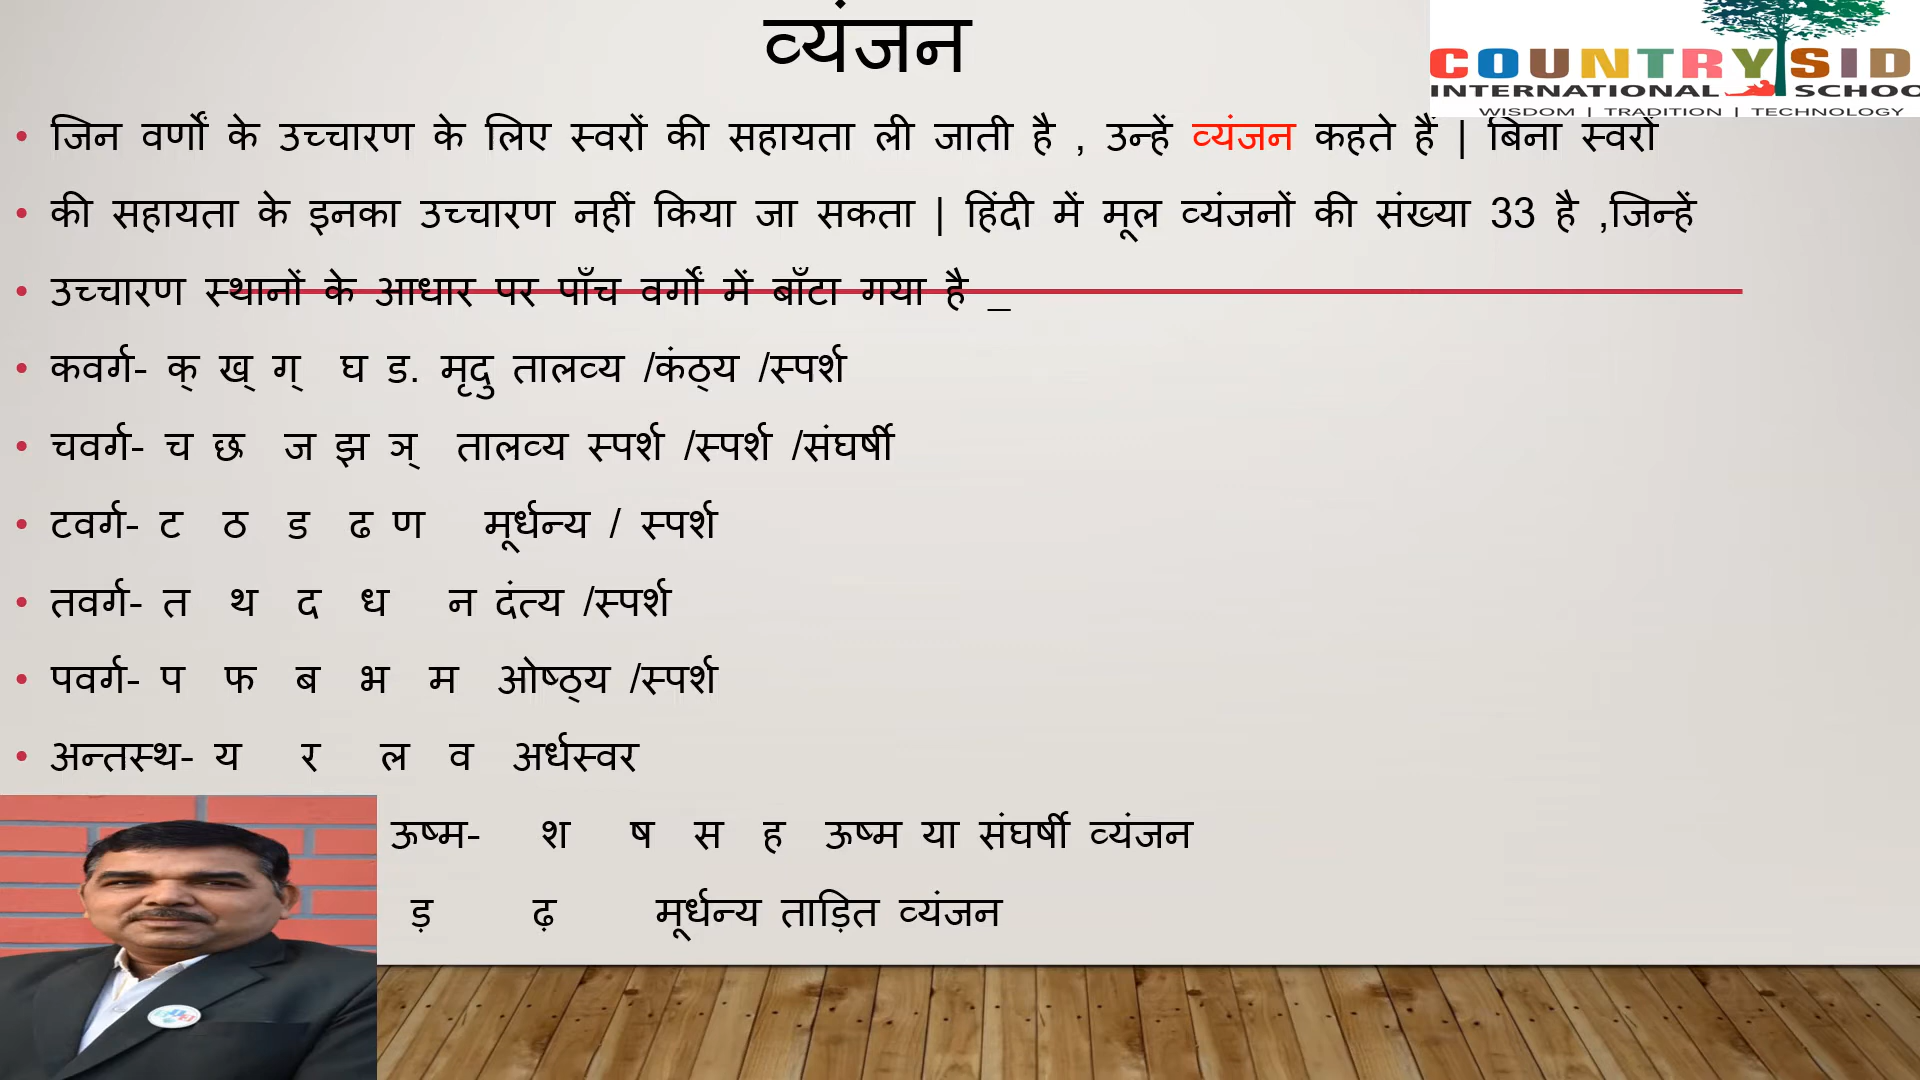 व्यंजन
COUNTRYSID
INTERNATIONAL SCHOO
WISDOM | TRADITION | TECHNOLOGY
• जिन वर्णों के उच्चारण के लिए स्वरों की सहायता ली जाती है , उन्हें व्यंजन कहते हैं | बिना स्वरों
• की सहायता के इनका उच्चारण नहीं किया जा सकता | हिंदी में मूल व्यंजनों की संख्या 33 है ,जिन्हें
• उच्चारण स्थानों के आधार पर पाँच वर्गों में बाँटा गया है _
• कवर्ग- क् ख् ग् घ ड. मृदु तालव्य /कंठ्य /स्पर्श
• चवर्ग- च छ ज झ ञ् तालव्य स्पर्श /स्पर्श /संघर्षी
• टवर्ग- ट ठ ड ढ ण मूर्धन्य / स्पर्श
• तवर्ग- त थ द ध न दंत्य /स्पर्श
• पवर्ग- प फ ब भ म ओष्ठ्य /स्पर्श
• अन्तस्थ- य र ल व अर्धस्वर
ऊष्म- श ष स ह ऊष्म या संघर्षी व्यंजन
ड़ ढ़ मूर्धन्य ताड़ित व्यंजन